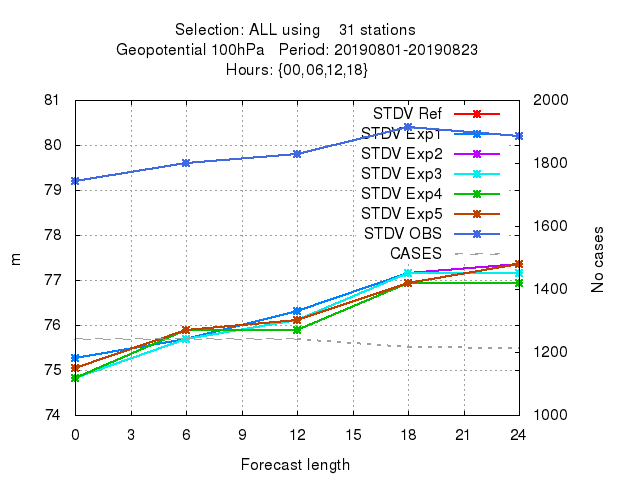 Selection: ALL using    31 stations
Geopotential 100hPa   Period: 20190801-20190823
Hours: {00,06,12,18}
81
80
79
78
77
76
75
74
2000
1800
1600
1400
1200
1000
m
No cases
STDV Ref
STDV Exp1
STDV Exp2
STDV Exp3
STDV Exp4
STDV Exp5
STDV OBS
CASES
0 3 6 9 12 15 18 21 24
Forecast length